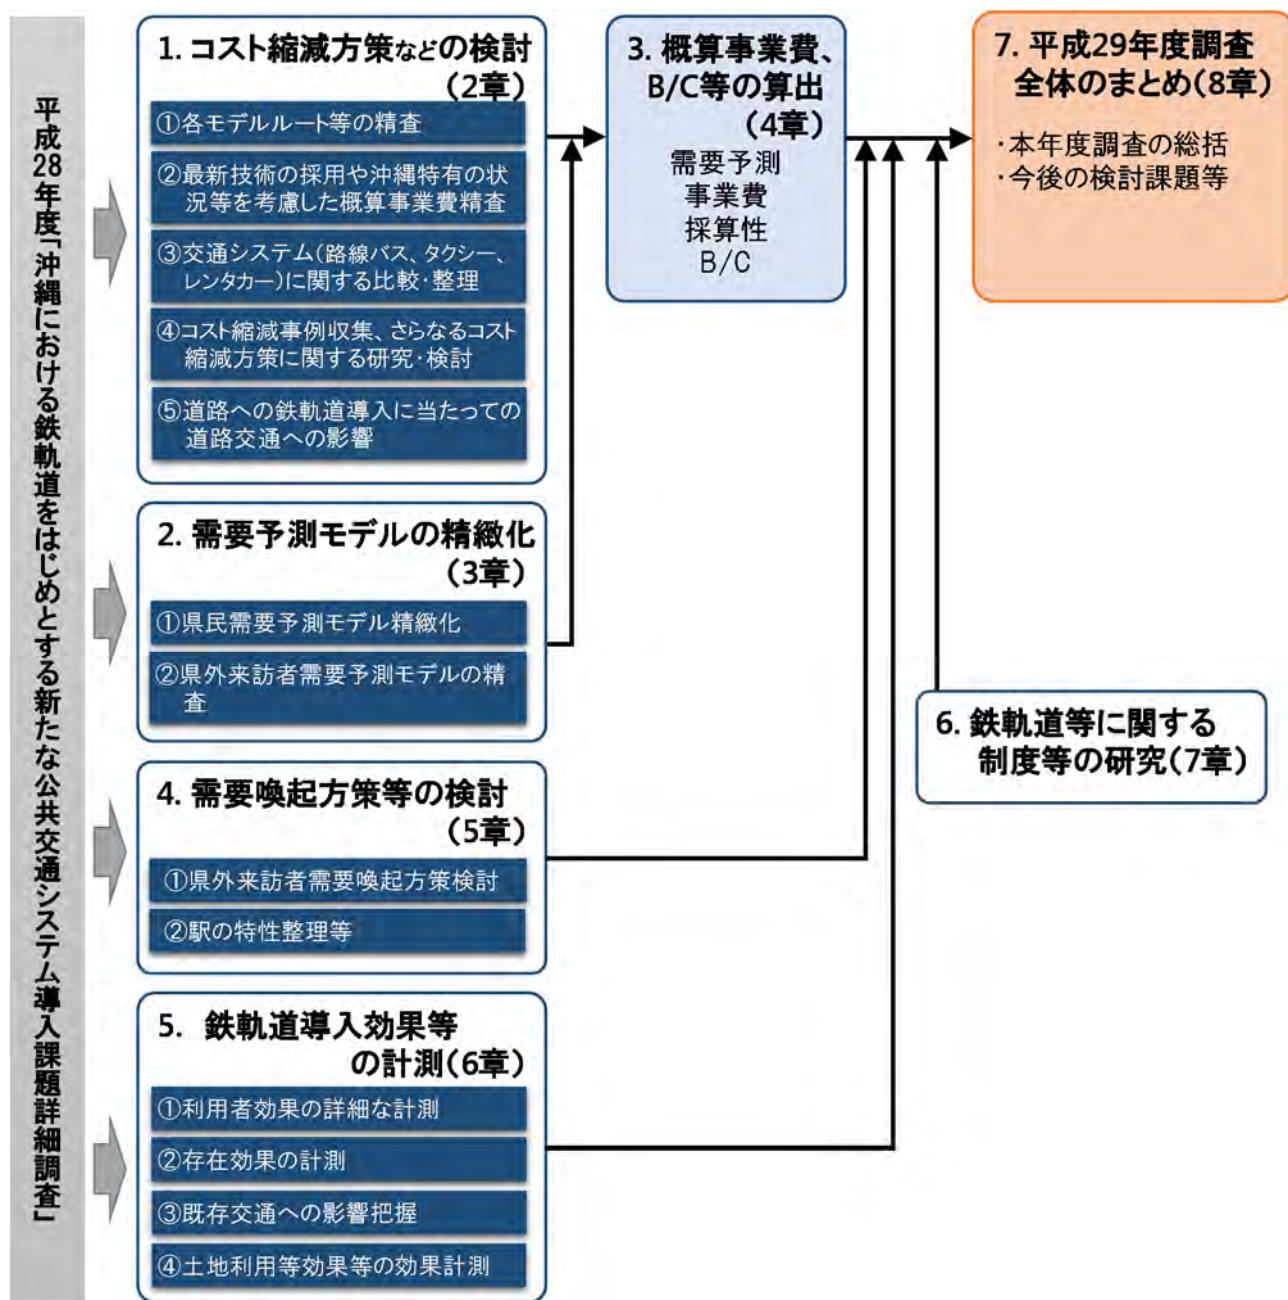 平成28年度「沖縄における鉄軌道をはじめとする新たな公共交通システム導入課題詳細調査」
1. コスト縮減方策などの検討
(2章)
①各モデルルート等の精査
②最新技術の採用や沖縄特有の状
況等を考慮した概算事業費精査
③交通システム(路線バス、タクシー、
レンタカー)に関する比較･整理
④コスト縮減事例収集、さらなるコスト
縮減方策に関する研究･検討
⑤道路への鉄軌道導入に当たっての
道路交通への影響
2. 需要予測モデルの精緻化
(3章)
①県民需要予測モデル精緻化
②県外来訪者需要予測モデルの精
査
4. 需要喚起方策等の検討
(5章)
①県外来訪者需要喚起方策検討
②駅の特性整理等
5. 鉄軌道導入効果等
の計測(6章)
①利用者効果の詳細な計測
②存在効果の計測
③既存交通への影響把握
④土地利用等効果等の効果計測
3. 概算事業費、
B/C等の算出
(4章)
需要予測
事業費
採算性
B/C
6. 鉄軌道等に関する
制度等の研究(7章)
7. 平成29年度調査
全体のまとめ(8章)
･本年度調査の総括
･今後の検討課題等